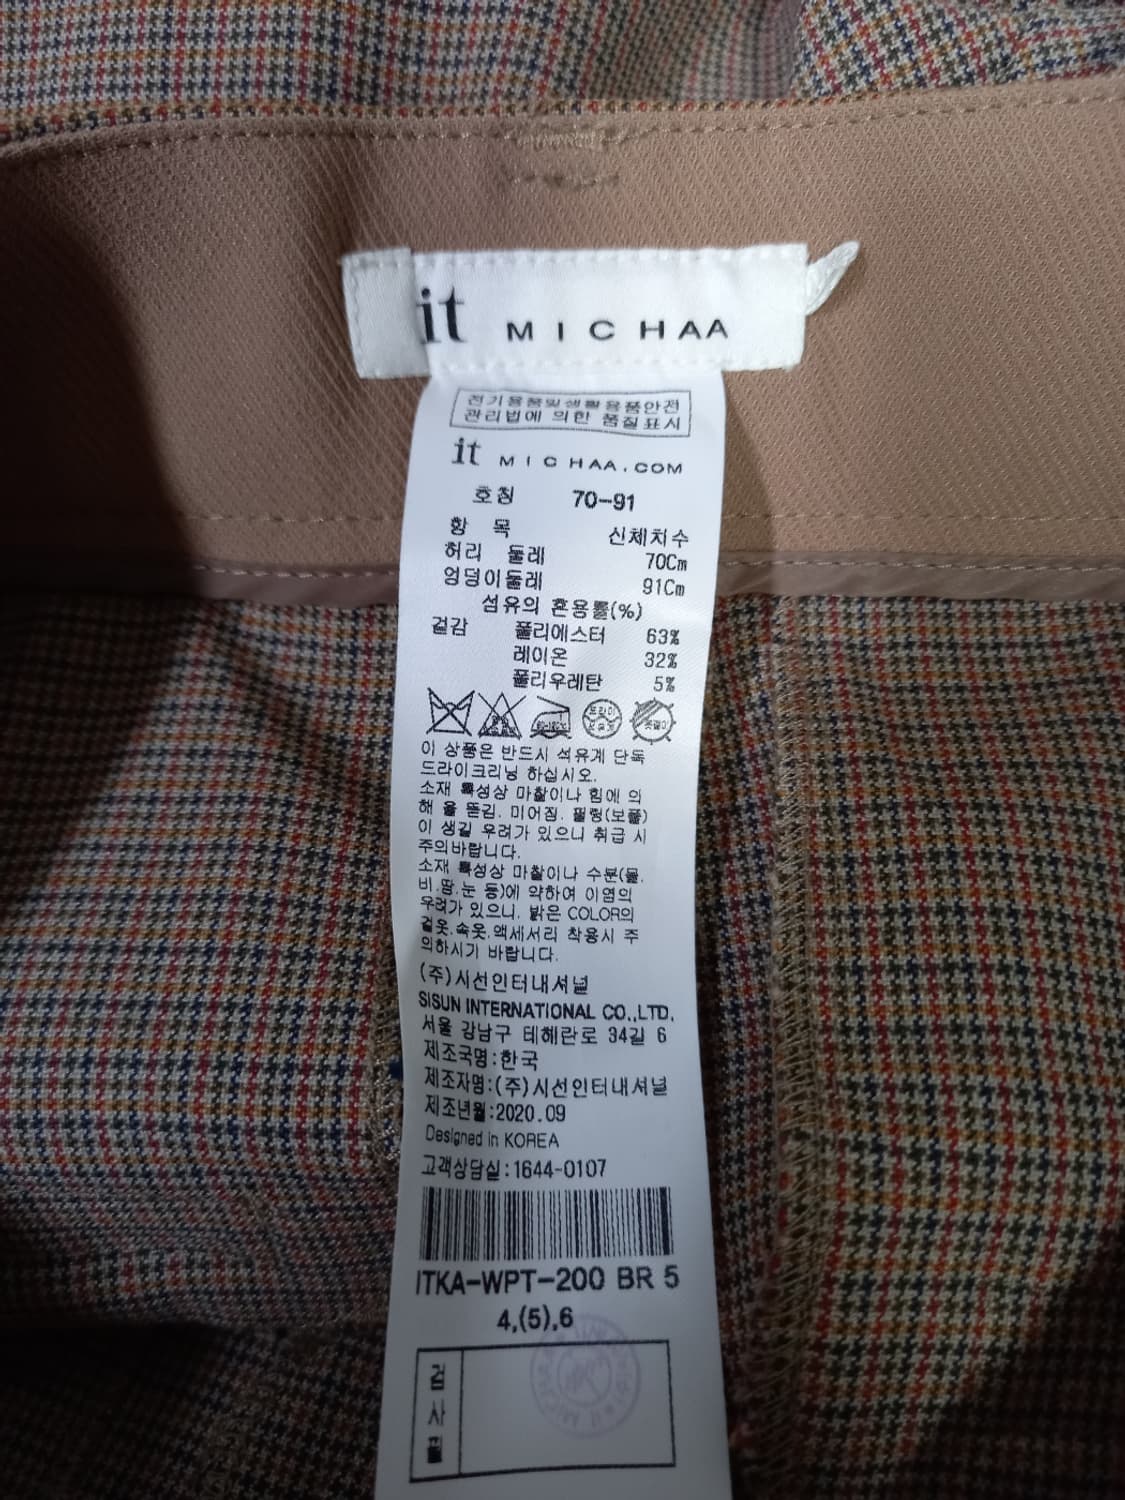 it MICHAA
전기용품및생활용품안전
관리법에 의한 품질표시
it MICHAA.COM
호칭 70-91
항 목 신체치수
허리 둘레 70Cm
엉덩이둘레 91Cm
섬유의 혼용률(%)
겉감 폴리에스터 63%
레이온 32%
폴리우레탄 5%
이 상품은 반드시 석유계 단독
드라이크리닝 하십시오.
소재 특성상 마찰이나 힘에 의
해 올 뜯김. 미어짐. 필링(보풀)
이 생길 우려가 있으니 취급 시
주의바랍니다.
소재 특성상 마찰이나 수분(물.
비.땀.눈 등)에 약하여 이염의
우려가 있으니. 밝은 COLOR의
겉옷.속옷.액세서리 착용시 주
의하시기 바랍니다.
(주)시선인터내셔널
SISUN INTERNATIONAL CO.,LTD.
서울 강남구 테헤란로 34길 6
제조국명:한국
제조자명:(주)시선인터내셔널
제조년월:2020.09
Designed in KOREA
고객상담실:1644-0107
ITKA-WPT-200 BR 5
4,(5),6
검사필